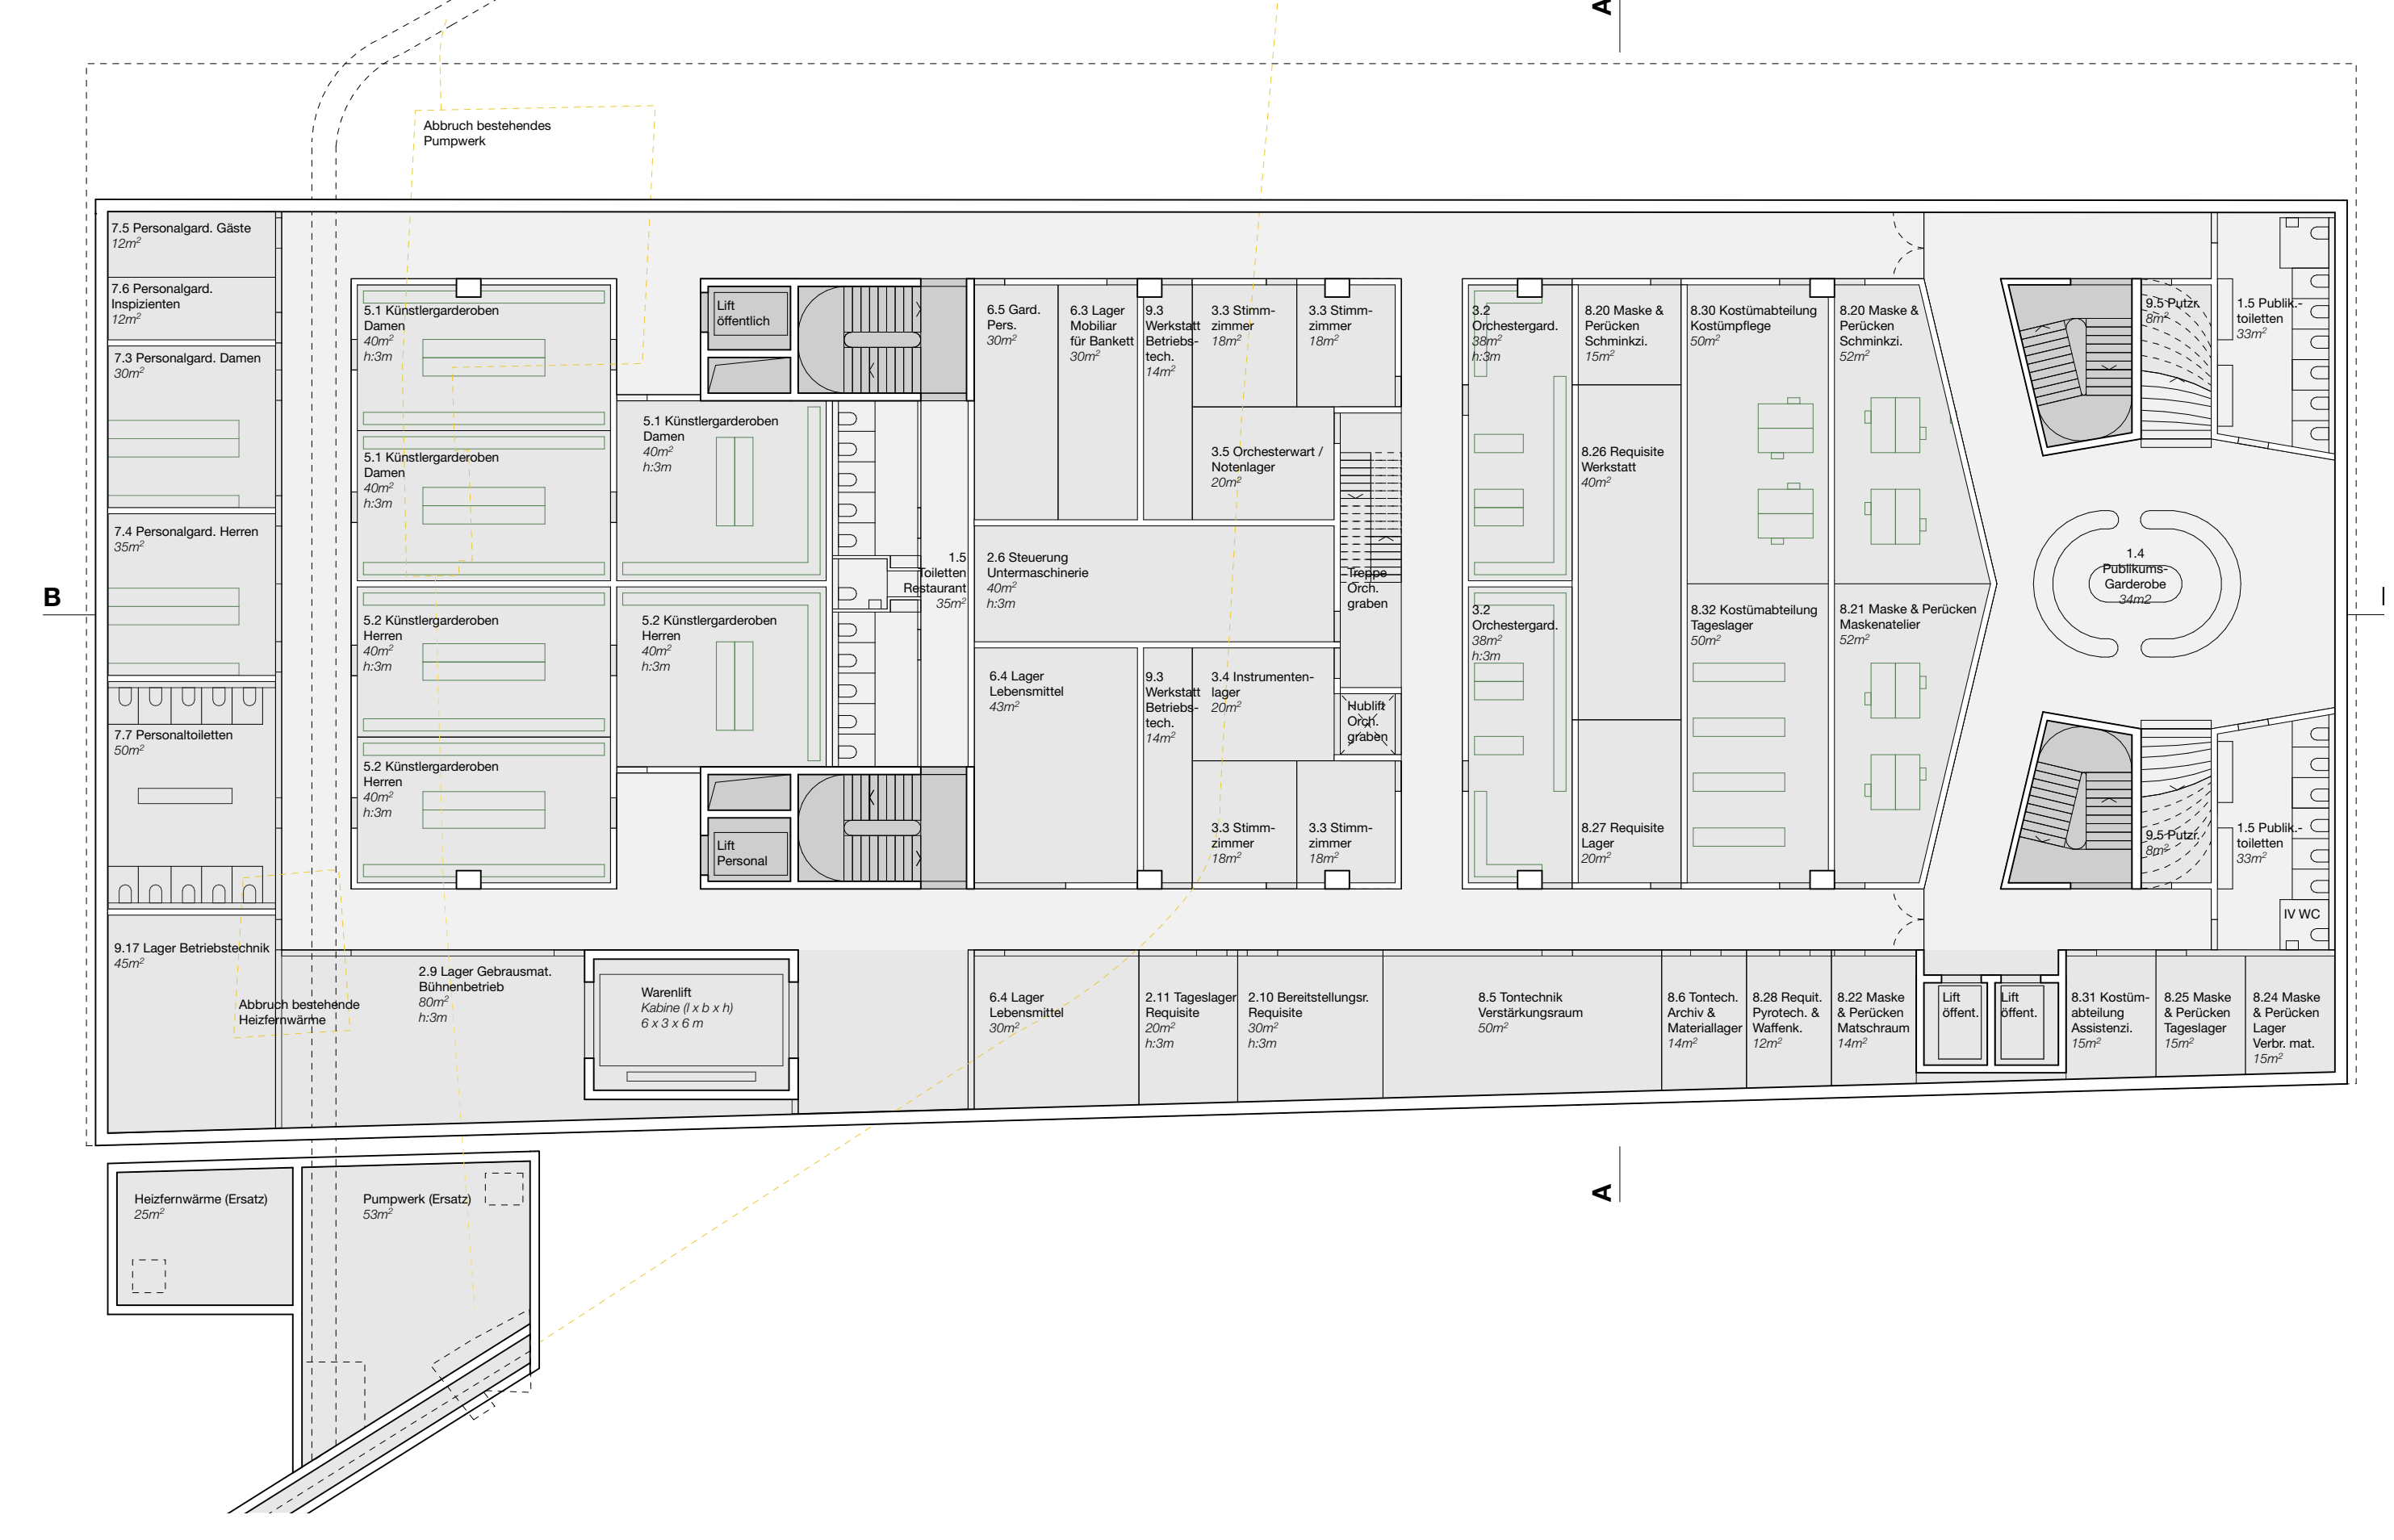 A
Abbruch bestehendes
Pumpwerk
7.5 Personalgard. Gäste
12m²
7.6 Personalgard.
Inspizienten
12m²
7.3 Personalgard. Damen
30m²
7.4 Personalgard. Herren
35m²
7.7 Personaltoiletten
50m²
9.17 Lager Betriebstechnik
45m²
5.1 Künstlergarderoben
Damen
40m²
h:3m
5.1 Künstlergarderoben
Damen
40m²
h:3m
5.2 Künstlergarderoben
Herren
40m²
h:3m
5.2 Künstlergarderoben
Herren
40m²
h:3m
5.1 Künstlergarderoben
Damen
40m²
h:3m
5.2 Künstlergarderoben
Herren
40m²
h:3m
Lift
öffentlich
Lift
Personal
1.5
Toiletten
Restaurant
35m²
6.5 Gard.
Pers.
30m²
6.3 Lager
Mobiliar
für Bankett
30m²
9.3
Werkstatt
Betriebs-
tech.
14m²
3.3 Stimm-
zimmer
18m²
3.3 Stimm-
zimmer
18m²
3.5 Orchesterwart /
Notenlager
20m²
2.6 Steuerung
Untermaschinerie
40m²
h:3m
Treppe
Orch.
graben
6.4 Lager
Lebensmittel
43m²
9.3
Werkstatt
Betriebs-
tech.
14m²
3.4 Instrumenten-
lager
20m²
Hublift
Orch.
graben
3.3 Stimm-
zimmer
18m²
3.3 Stimm-
zimmer
18m²
3.2
Orchestergard.
38m²
h:3m
3.2
Orchestergard.
38m²
h:3m
8.20 Maske &
Perücken
Schminkzi.
15m²
8.26 Requisite
Werkstatt
40m²
8.27 Requisite
Lager
20m²
8.30 Kostümabteilung
Kostümpflege
50m²
8.32 Kostümabteilung
Tageslager
50m²
8.20 Maske &
Perücken
Schminkzi.
52m²
8.21 Maske & Perücken
Maskenatelier
52m²
9.5 Putzr.
8m²
1.5 Publik.-
toiletten
33m²
1.4
Publikums-
Garderobe
34m2
9.5 Putzr.
8m²
1.5 Publik.-
toiletten
33m²
IV WC
B
Abbruch bestehende
Heizfernwärme
2.9 Lager Gebrausmat.
Bühnenbetrieb
80m²
h:3m
Warenlift
Kabine (l x b x h)
6 x 3 x 6 m
6.4 Lager
Lebensmittel
30m²
2.11 Tageslager
Requisite
20m²
h:3m
2.10 Bereitstellungsr.
Requisite
30m²
h:3m
8.5 Tontechnik
Verstärkungsraum
50m²
8.6 Tontech.
Archiv &
Materiallager
14m²
8.28 Requit.
Pyrotech. &
Waffenk.
12m²
8.22 Maske
& Perücken
Matschraum
14m²
Lift
öffent.
Lift
öffent.
8.31 Kostüm-
abteilung
Assistenzi.
15m²
8.25 Maske
& Perücken
Tageslager
15m²
8.24 Maske
& Perücken
Lager
Verbr. mat.
15m²
Heizfernwärme (Ersatz)
25m²
Pumpwerk (Ersatz)
53m²
A